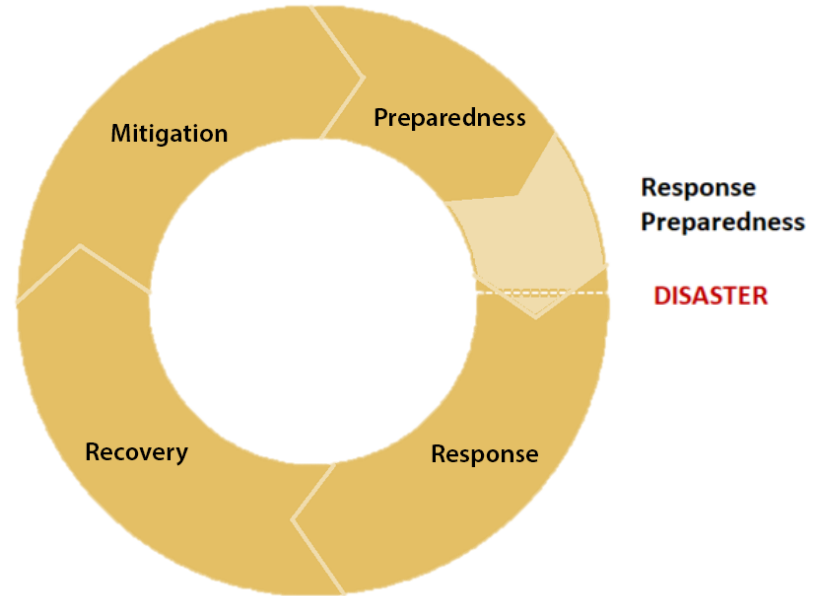 Mitigation
Preparedness
Response
Preparedness
DISASTER
Recovery
Response